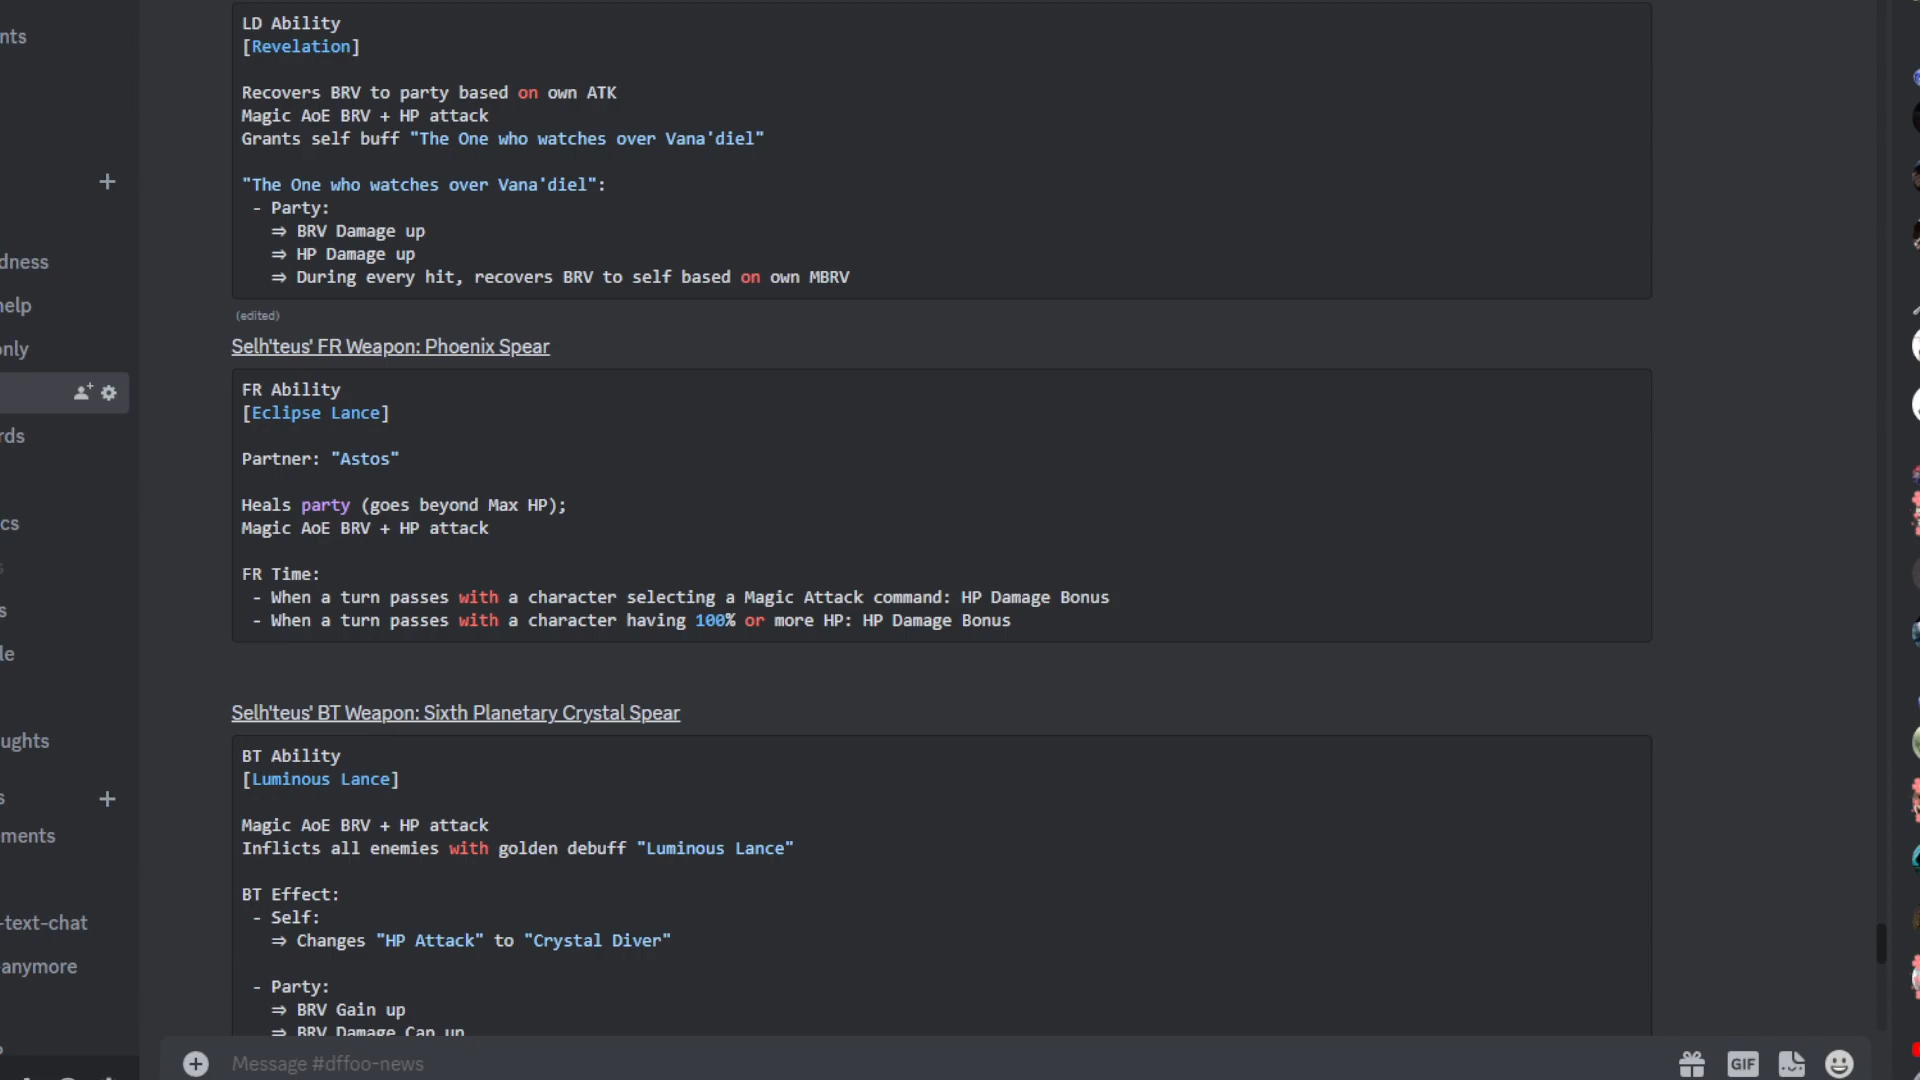 nts
dness
help
only
rds
cs
s
s
le
ughts
s
ments
-text-chat
-anymore
LD Ability
[Revelation]
Recovers BRV to party based on own ATK
Magic AoE BRV + HP attack
Grants self buff "The One who watches over Vana'diel"
"The One who watches over Vana'diel":
- Party:
⇒ BRV Damage up
⇒ HP Damage up
⇒ During every hit, recovers BRV to self based on own MBRV
(edited)
Selh'teus' FR Weapon: Phoenix Spear
FR Ability
[Eclipse Lance]
Partner: "Astos"
Heals party (goes beyond Max HP);
Magic AoE BRV + HP attack
FR Time:
- When a turn passes with a character selecting a Magic Attack command: HP Damage Bonus
- When a turn passes with a character having 100% or more HP: HP Damage Bonus
Selh'teus' BT Weapon: Sixth Planetary Crystal Spear
BT Ability
[Luminous Lance]
Magic AoE BRV + HP attack
Inflicts all enemies with golden debuff "Luminous Lance"
BT Effect:
- Self:
⇒ Changes "HP Attack" to "Crystal Diver"
- Party:
⇒ BRV Gain up
⇒ BRV Damage Cap up
Message #dffoo-news
GIF